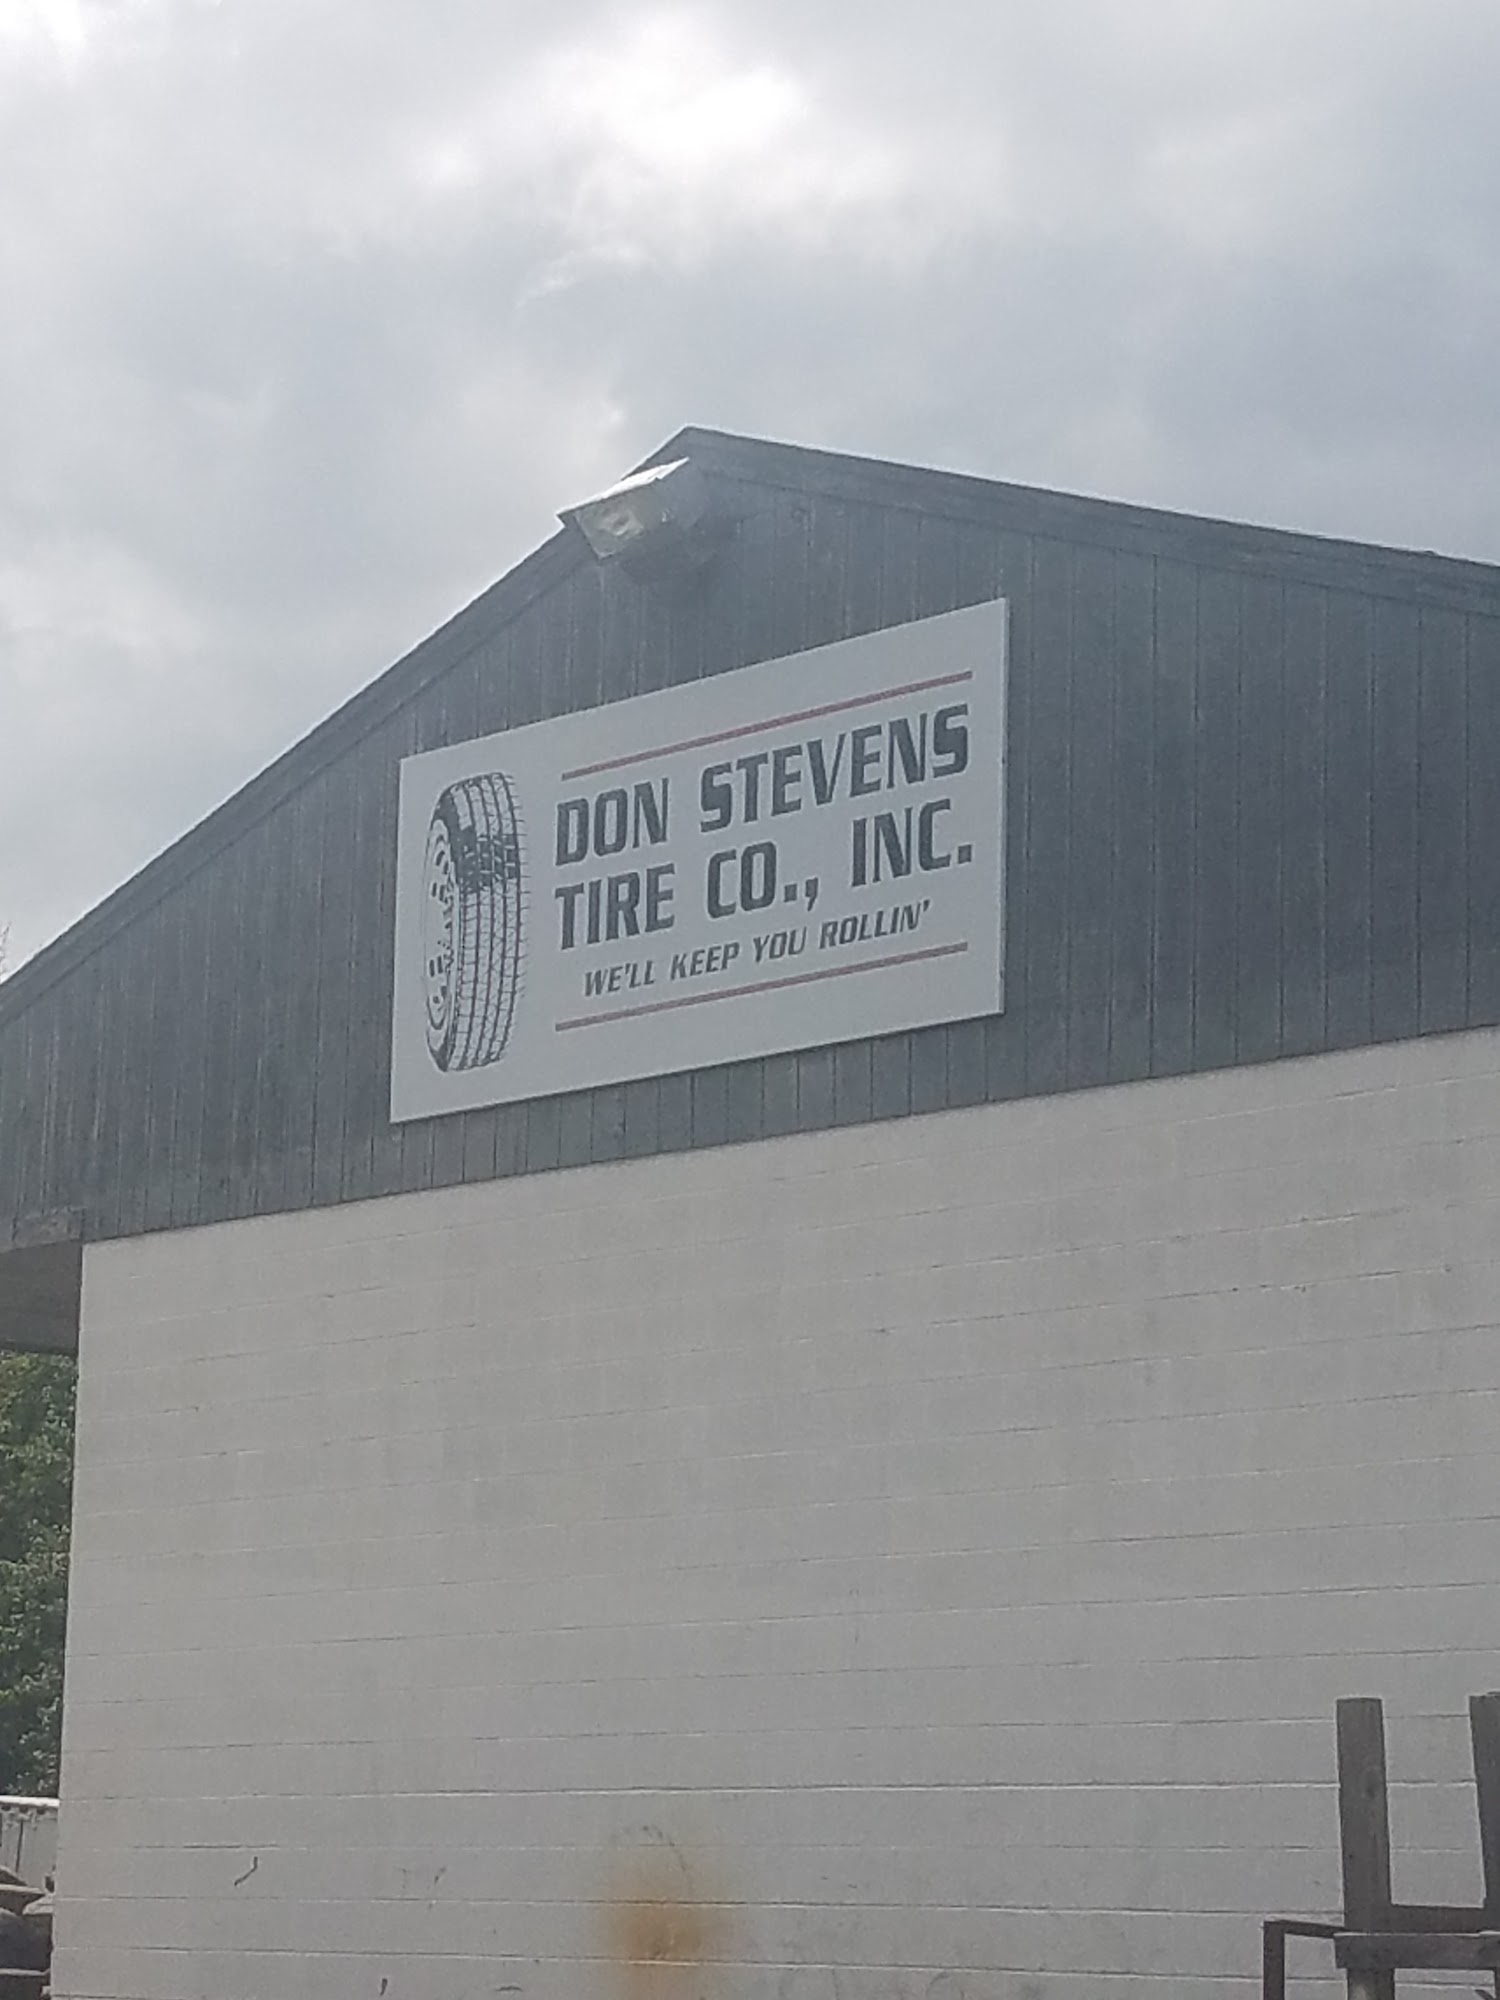 DON STEVENS
TIRE CO., INC.
WE'LL KEEP YOU ROLLIN'